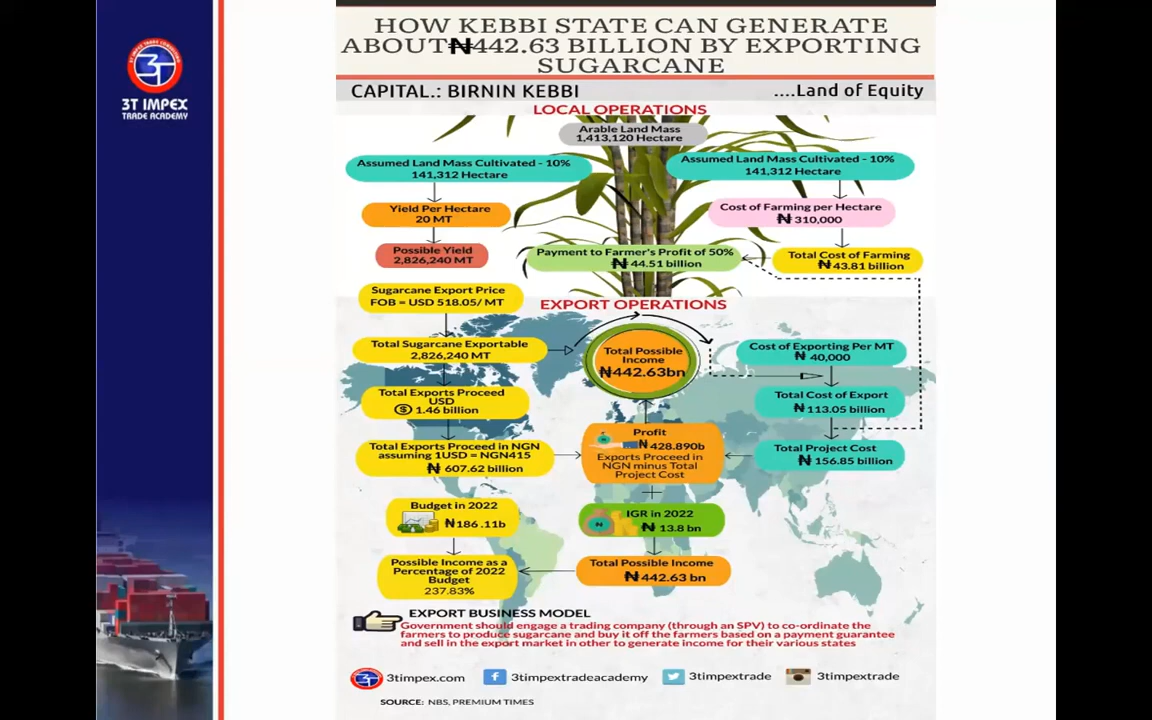 3T IMPEX TRADE CONSULTING
3T
3T IMPEX
TRADE ACADEMY
HOW KEBBI STATE CAN GENERATE
ABOUT ₦442.63 BILLION BY EXPORTING
SUGARCANE
CAPITAL.: BIRNIN KEBBI
....Land of Equity
LOCAL OPERATIONS
Arable Land Mass
1,413,120 Hectare
Assumed Land Mass Cultivated - 10%
141,312 Hectare
Assumed Land Mass Cultivated - 10%
141,312 Hectare
Yield Per Hectare
20 MT
Cost of Farming per Hectare
₦ 310,000
Possible Yield
2,826,240 MT
Payment to Farmer's Profit of 50%
₦ 44.51 billion
Total Cost of Farming
₦ 43.81 billion
Sugarcane Export Price
FOB = USD 518.05/ MT
EXPORT OPERATIONS
Total Sugarcane Exportable
2,826,240 MT
Total Possible
Income
₦442.63bn
Cost of Exporting Per MT
₦ 40,000
Total Exports Proceed
USD
$ 1.46 billion
Total Cost of Export
₦ 113.05 billion
Total Exports Proceed in NGN
assuming 1USD = NGN415
₦ 607.62 billion
Profit
₦ 428.890b
Exports Proceed in
NGN minus Total
Project Cost
Total Project Cost
₦ 156.85 billion
Budget in 2022
₦186.11b
IGR in 2022
₦ 13.8 bn
Possible Income as a
Percentage of 2022
Budget
237.83%
Total Possible Income
₦442.63 bn
EXPORT BUSINESS MODEL
Government should engage a trading company (through an SPV) to co-ordinate the
farmers to produce sugarcane and buy it off the farmers based on a payment guarantee
and sell in the export market in other to generate income for their various states
3T
3timpex.com
f 3timpextradeacademy
3timpextrade
3timpextrade
SOURCE: NBS, PREMIUM TIMES